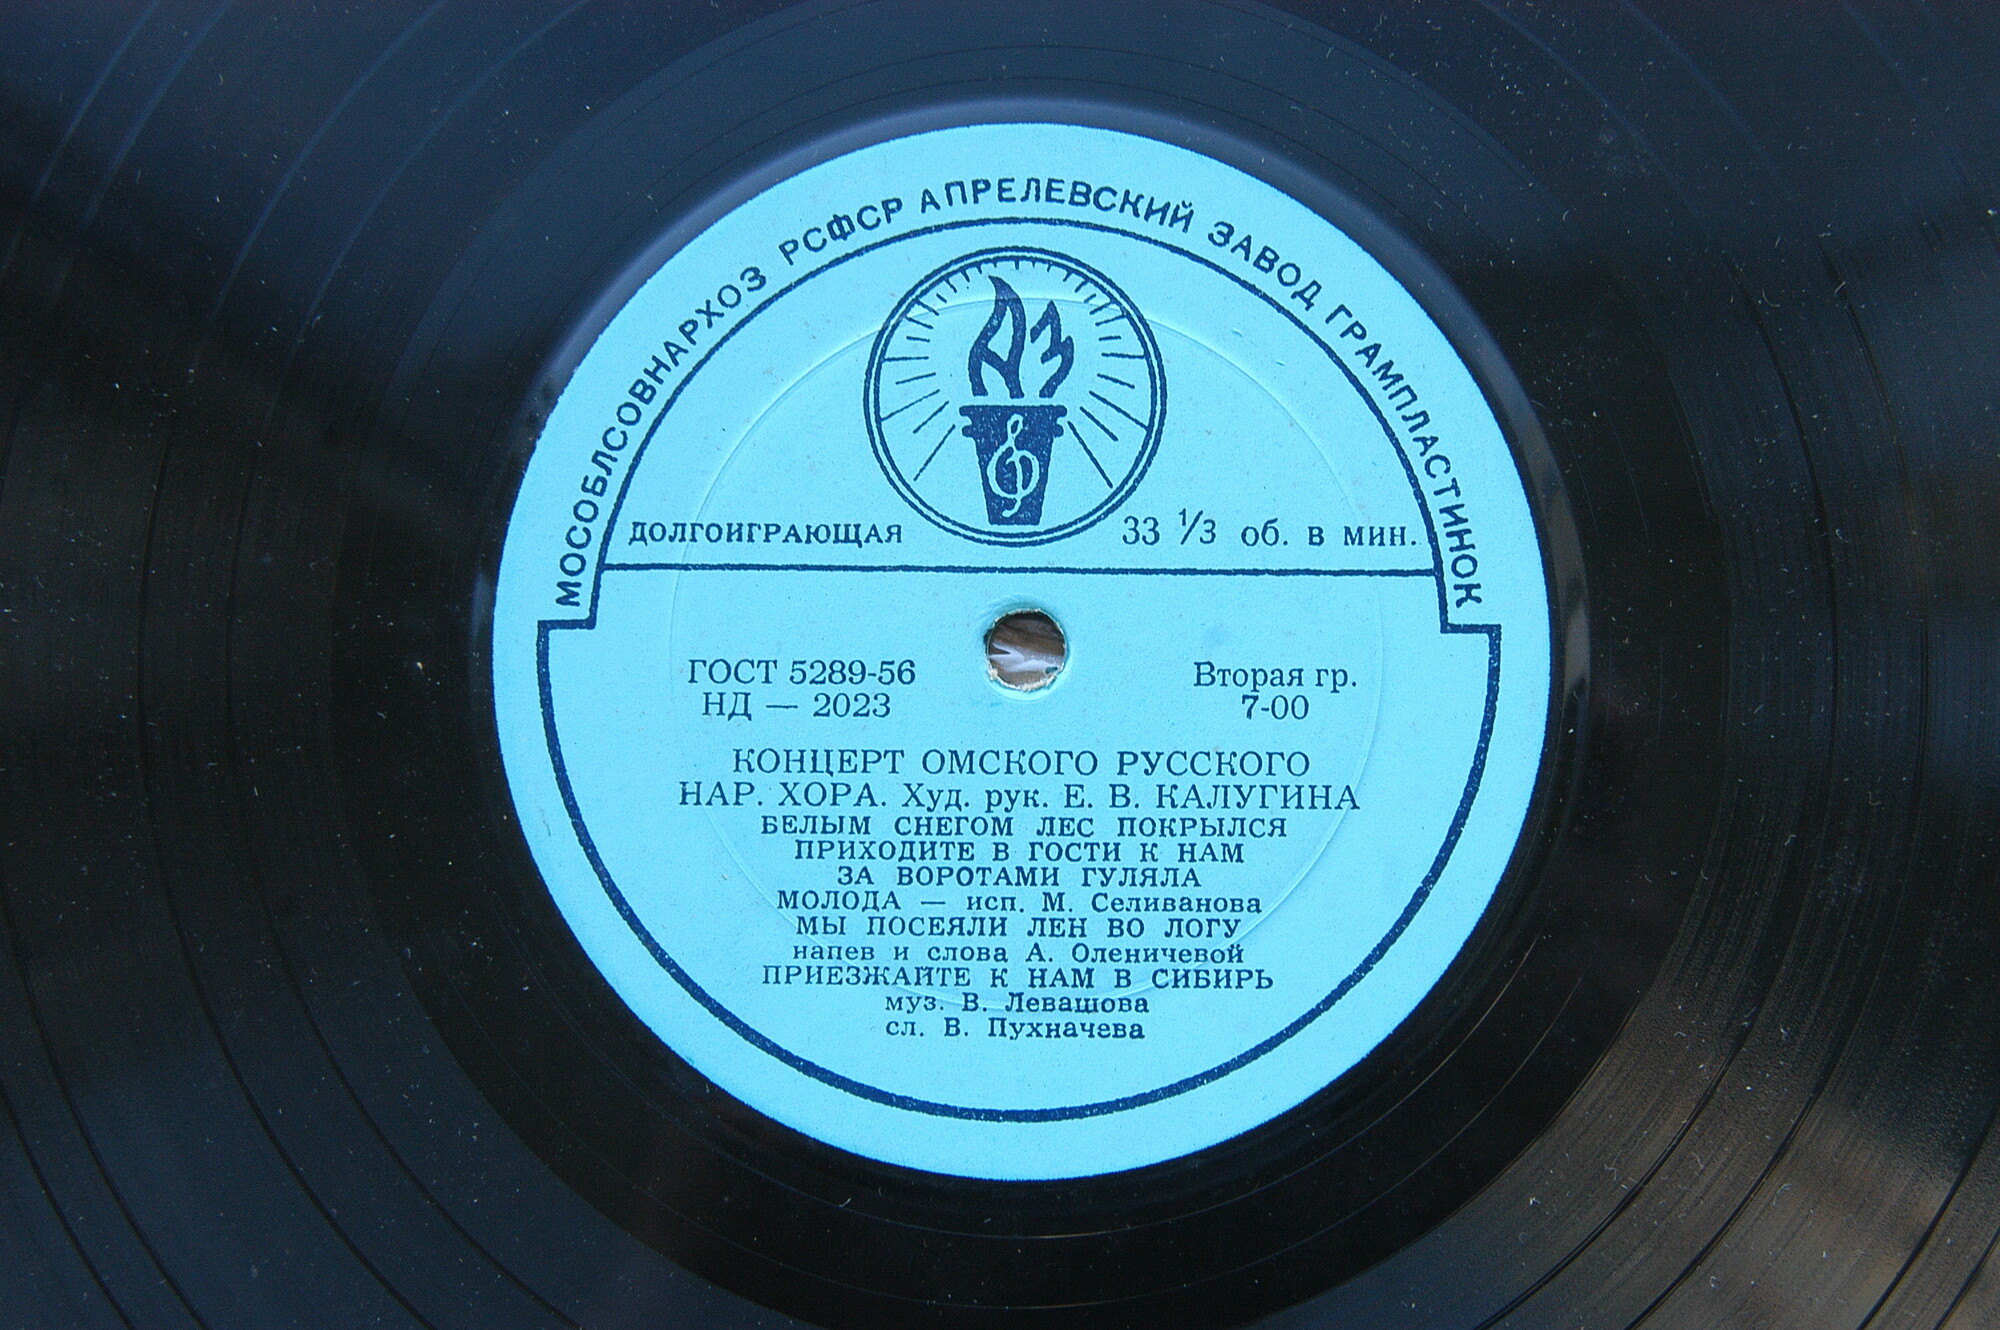 МОСОБЛСОВНАРХОЗ РСФСР АПРЕЛЕВСКИЙ ЗАВОД ГРАМПЛАСТИНОК
АЗ
ДОЛГОИГРАЮЩАЯ
33 1/3 об. в мин.
ГОСТ 5289-56
НД — 2023
Вторая гр.
7-00
КОНЦЕРТ ОМСКОГО РУССКОГО
НАР. ХОРА. Худ. рук. Е. В. КАЛУГИНА
БЕЛЫМ СНЕГОМ ЛЕС ПОКРЫЛСЯ
ПРИХОДИТЕ В ГОСТИ К НАМ
ЗА ВОРОТАМИ ГУЛЯЛА
МОЛОДА — исп. М. Селиванова
МЫ ПОСЕЯЛИ ЛЕН ВО ЛОГУ
напев и слова А. Оленичевой
ПРИЕЗЖАЙТЕ К НАМ В СИБИРЬ
муз. В. Левашова
сл. В. Пухначева